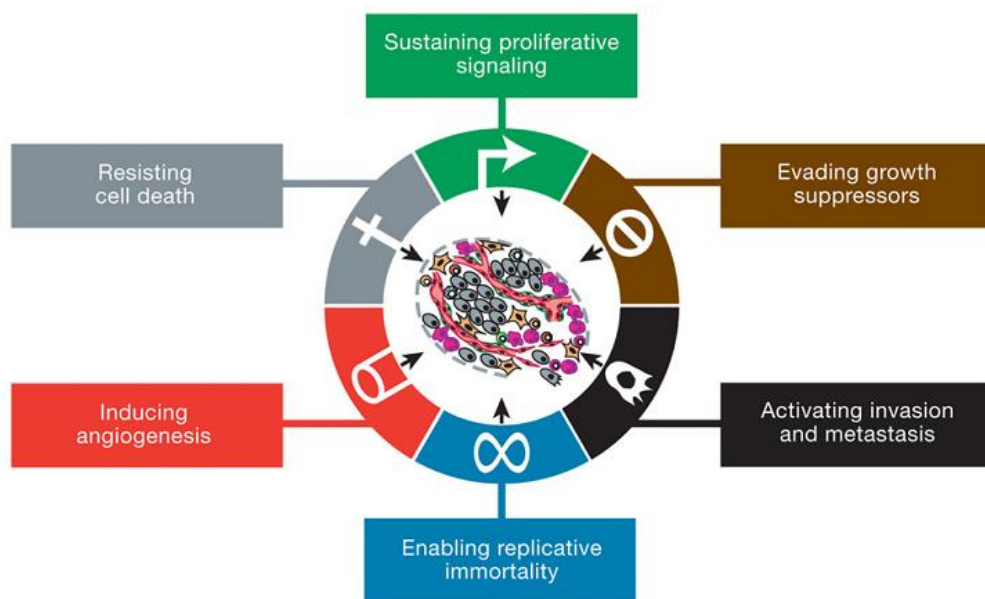 Sustaining proliferative
signaling
Resisting
cell death
Evading growth
suppressors
Inducing
angiogenesis
Activating invasion
and metastasis
Enabling replicative
immortality